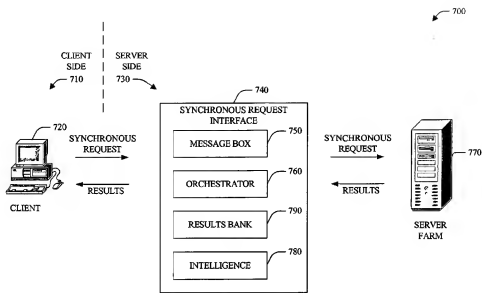 700
CLIENT
SIDE
710
SERVER
SIDE
730
740
SYNCHRONOUS REQUEST
INTERFACE
720
SYNCHRONOUS
REQUEST
RESULTS
CLIENT
MESSAGE BOX
750
ORCHESTRATOR
760
RESULTS BANK
790
INTELLIGENCE
780
SYNCHRONOUS
REQUEST
RESULTS
770
SERVER
FARM